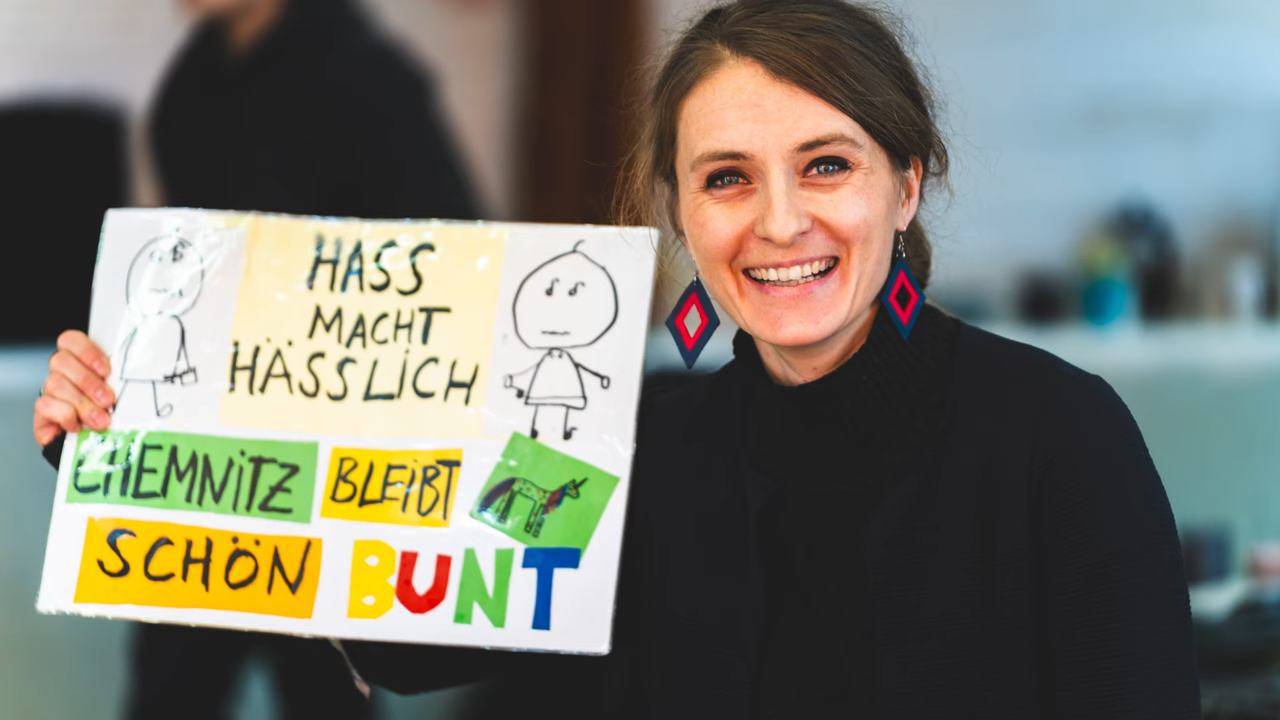 HASS
MACHT
HÄSSLiCH
CHEMNiTZ BLEiBT
SCHÖN BUNT